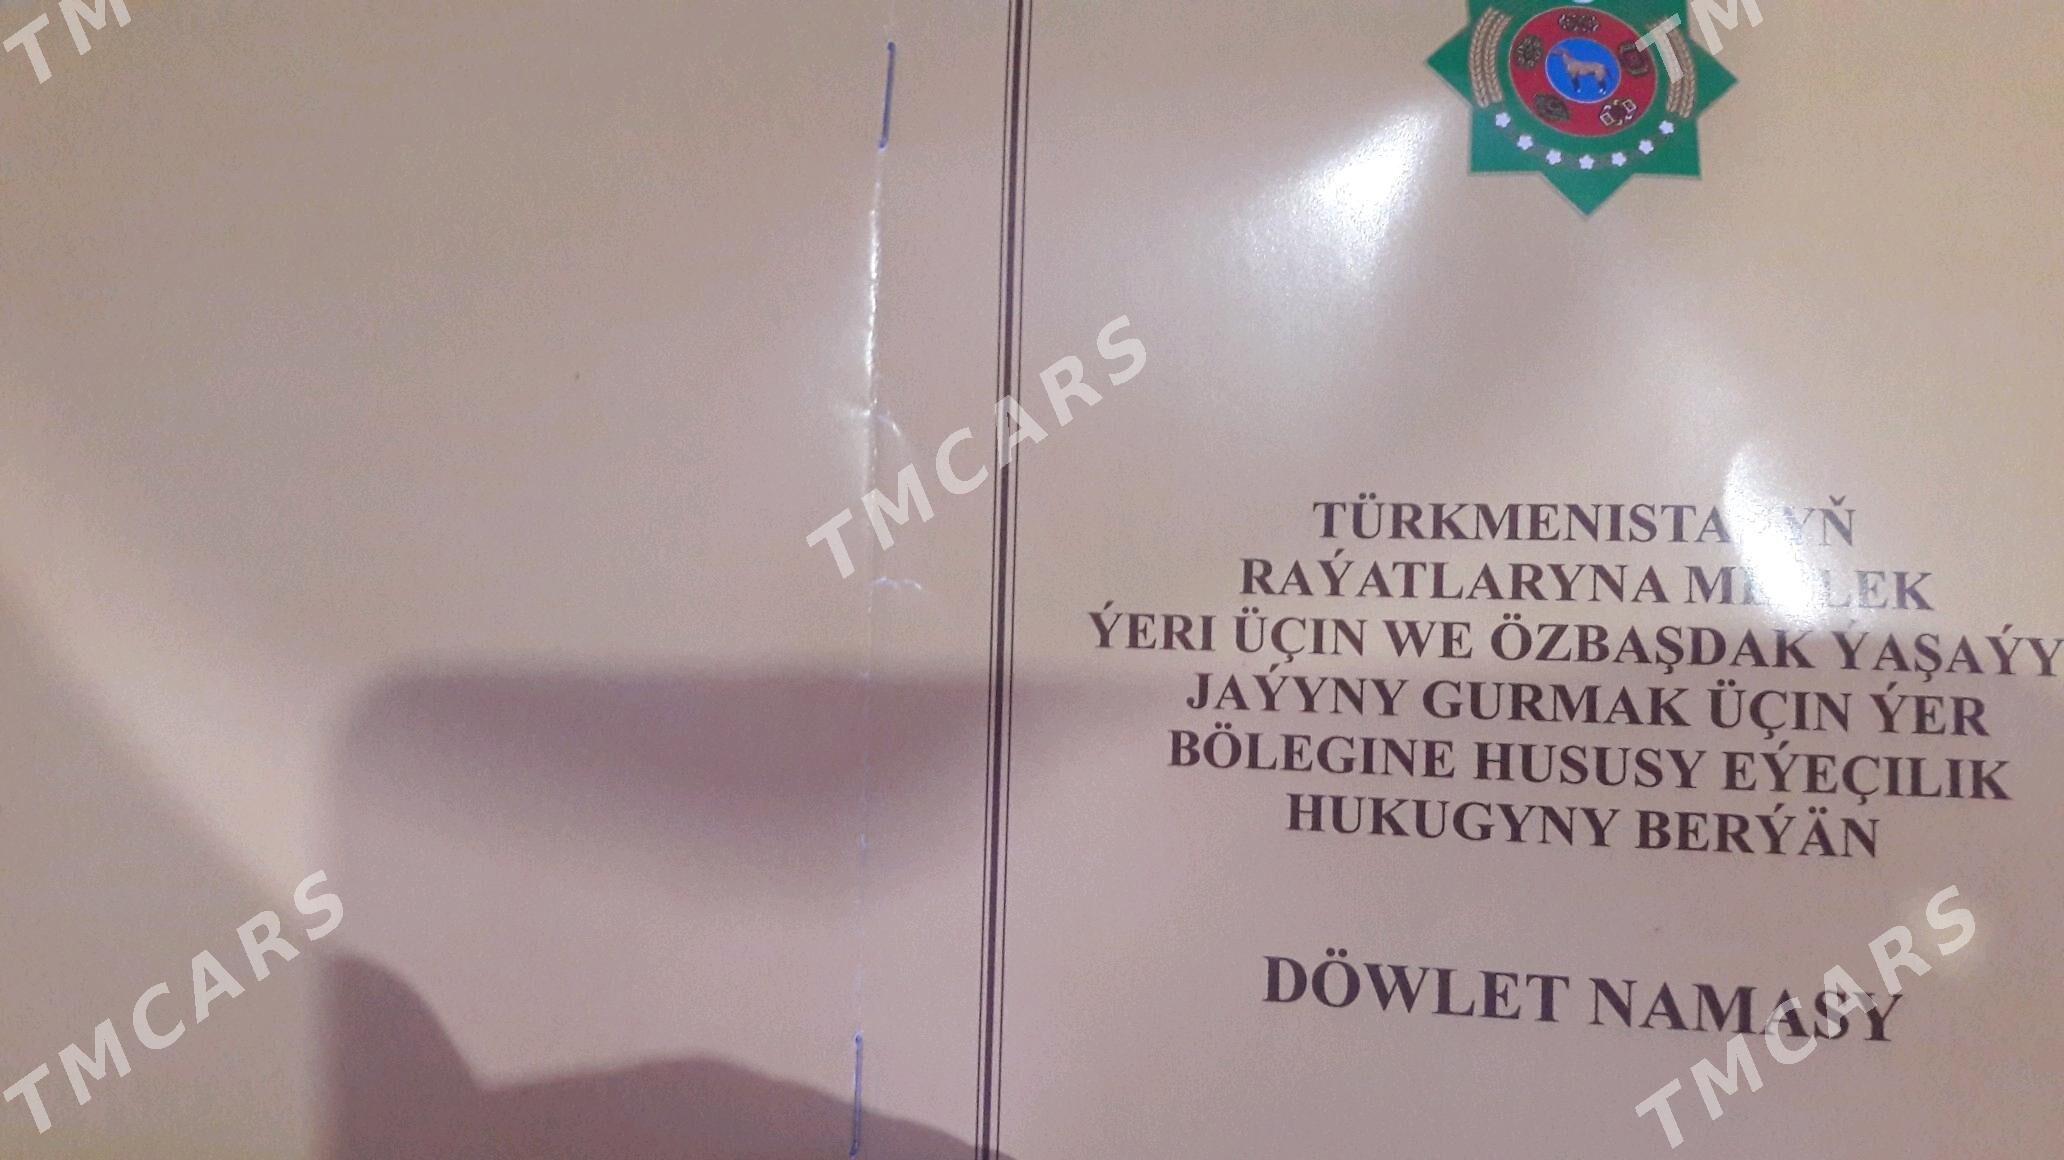 TÜRKMENISTANYŇ
RAÝATLARYNA MELLEK
ÝERI ÜÇIN WE ÖZBAŞDAK ÝAŞAÝY
JAÝYNY GURMAK ÜÇIN ÝER
BÖLEGINE HUSUSY EÝEÇILIK
HUKUGYNY BERÝÄN
DÖWLET NAMASY
TM
TM
TMCARS
TMCARS
TMCARS